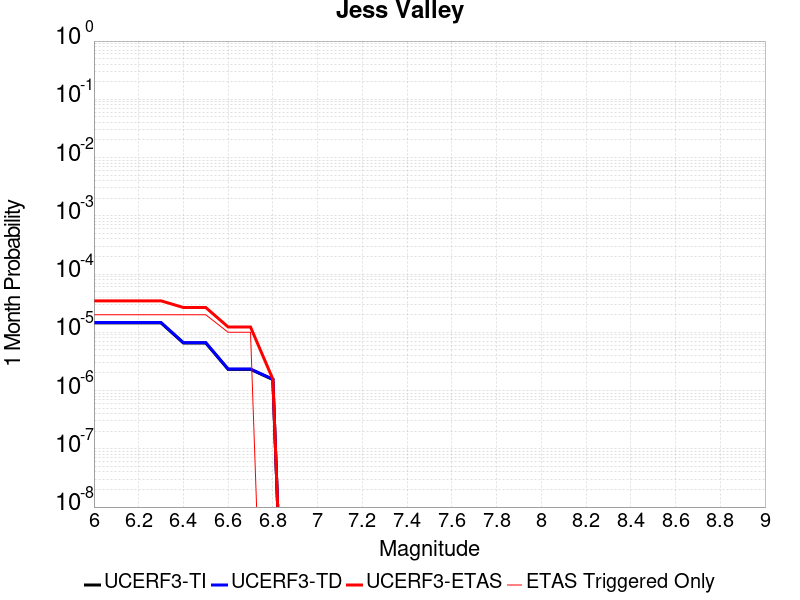 Jess Valley
10 0
10 -1
10 -2
10 -3
10 -4
10 -5
10 -6
10 -7
10 -8
1 Month Probability
6 6.2 6.4 6.6 6.8 7 7.2 7.4 7.6 7.8 8 8.2 8.4 8.6 8.8 9
Magnitude
UCERF3-TI UCERF3-TD UCERF3-ETAS ETAS Triggered Only